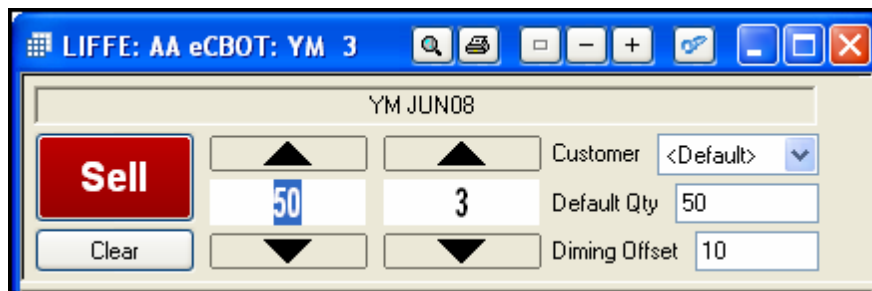 LIFFE: AA eCBOT: YM 3
YM JUN08
Sell
50
3
Customer <Default>
Default Qty 50
Clear
Diming Offset 10